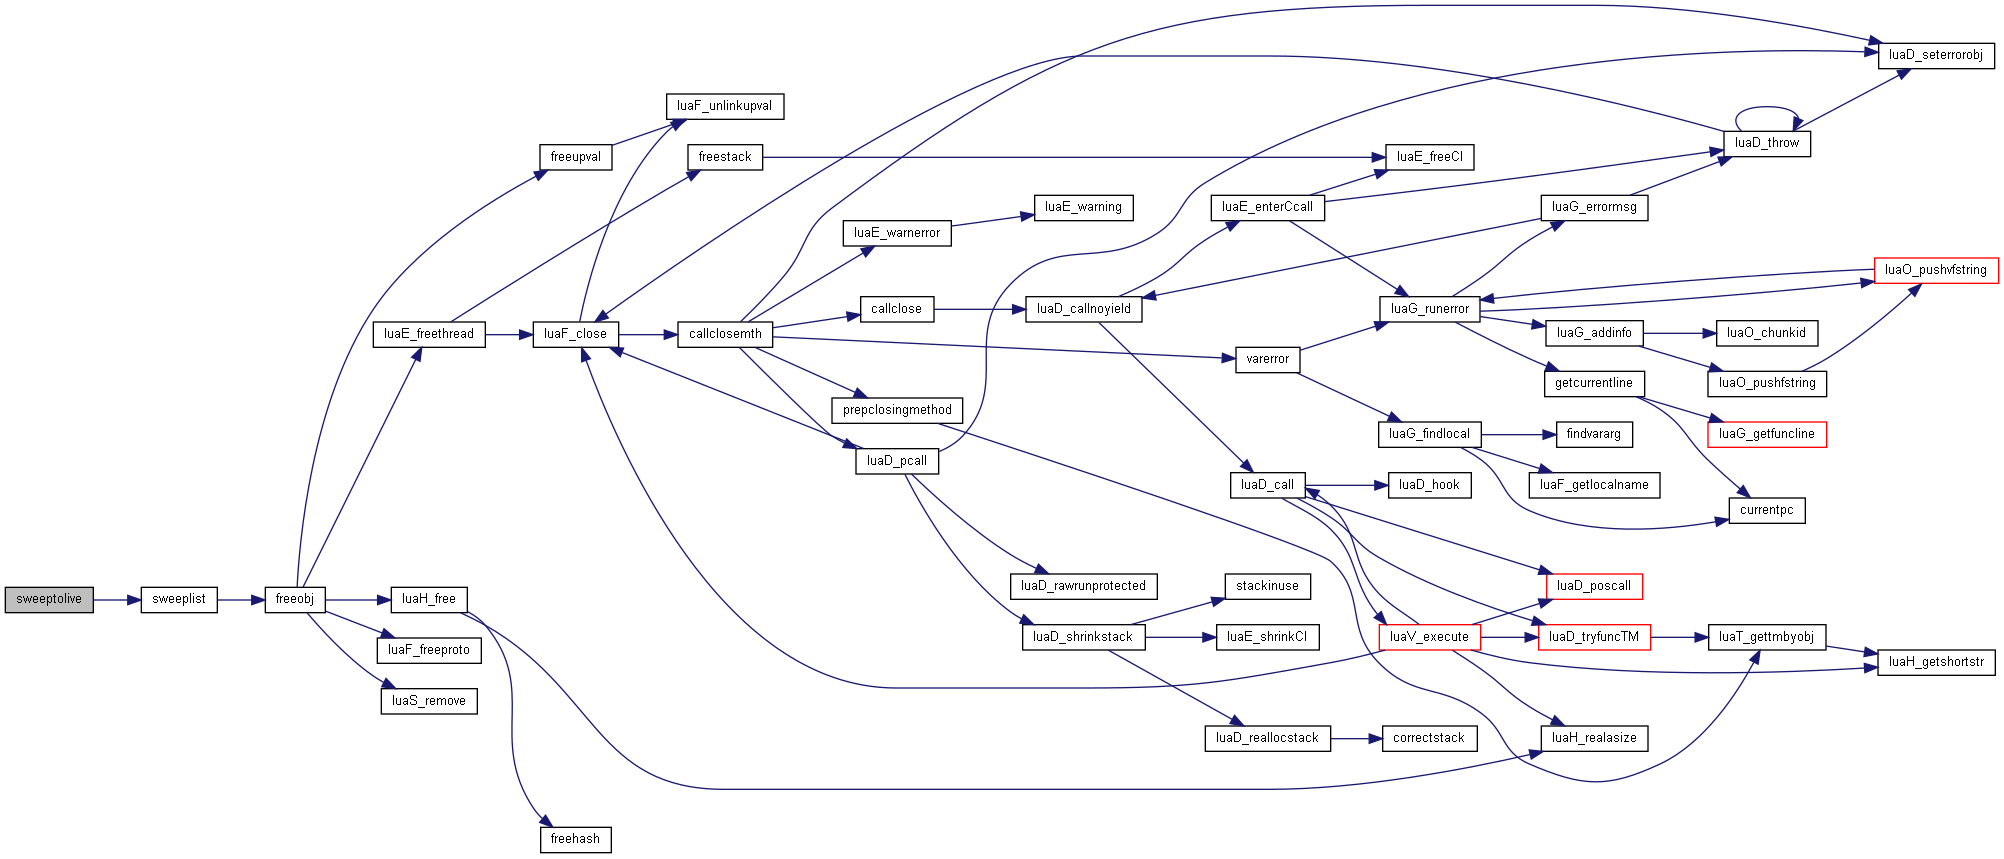 sweeptolive
sweeplist
freeobj
freeupval
luaE_freethread
luaH_free
luaF_freeproto
luaS_remove
luaF_unlinkupval
freestack
luaF_close
freehash
callclosemth
luaE_warnerror
callclose
prepclosingmethod
luaD_pcall
luaE_warning
luaD_callnoyield
luaD_rawrunprotected
luaD_shrinkstack
luaE_enterCcall
varerror
luaD_call
stackinuse
luaE_shrinkCI
luaD_reallocstack
luaE_freeCI
luaG_runerror
luaG_findlocal
luaD_hook
luaV_execute
correctstack
luaG_errormsg
luaG_addinfo
getcurrentline
findvararg
luaF_getlocalname
luaD_poscall
luaD_tryfuncTM
luaH_realasize
luaD_throw
luaO_chunkid
luaO_pushfstring
luaG_getfuncline
currentpc
luaT_gettmbyobj
luaD_seterrorobj
luaO_pushvfstring
luaH_getshortstr